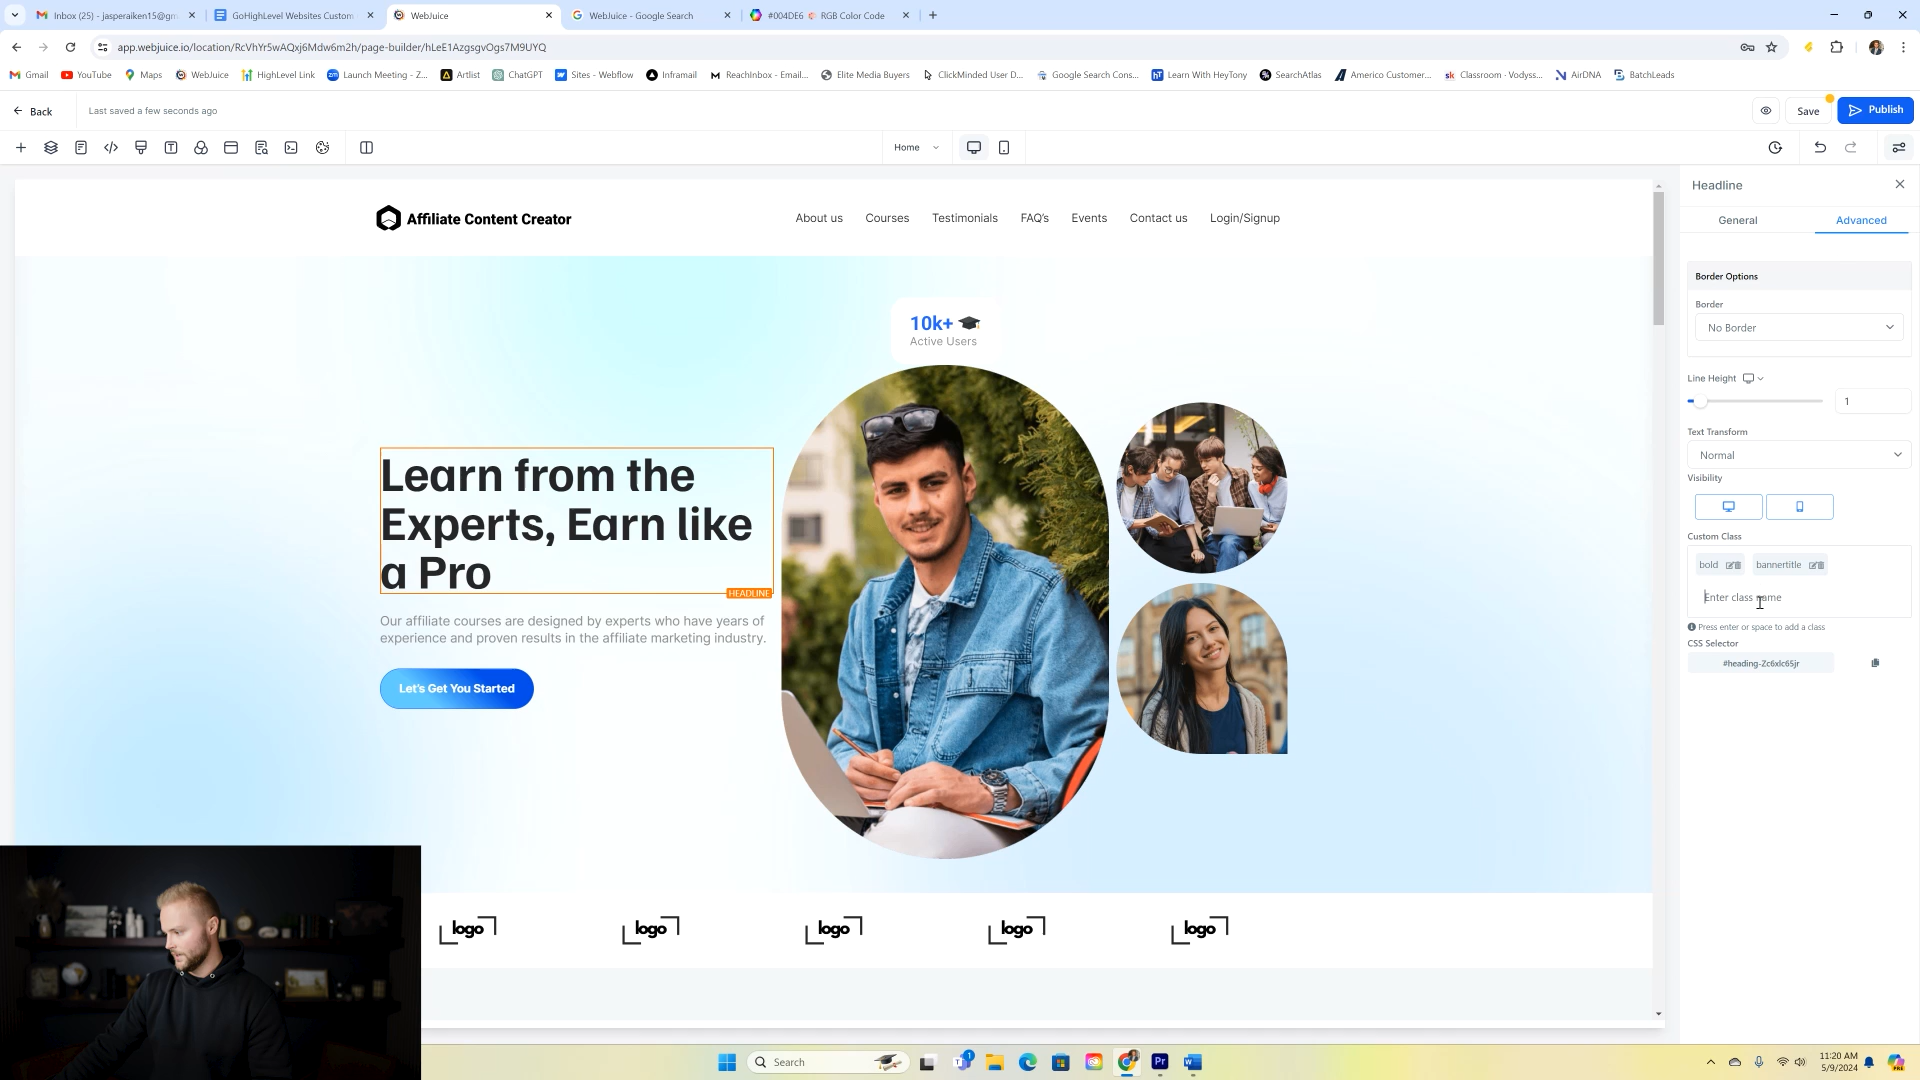 Inbox (25) - jasperaiken15@gm
GoHighLevel Websites Custom
WebJuice
WebJuice - Google Search
#004DE6
RGB Color Code
app.webjuice.io/location/RcVhYr5wAQxj6Mdw6m2h/page-builder/hLeE1AzgsgvOgs7M9UYQ
Gmail
YouTube
Maps
WebJuice
HighLevel Link
Launch Meeting - Z...
Artlist
ChatGPT
Sites - Webflow
Inframail
ReachInbox - Email...
Elite Media Buyers
ClickMinded User D...
Google Search Cons...
Learn With HeyTony
SearchAtlas
Americo Customer...
Classroom · Vodyss...
AirDNA
BatchLeads
Back
Last saved a few seconds ago
Save
Publish
Home
Headline
General
Advanced
Border Options
Border
No Border
Line Height
1
Text Transform
Normal
Visibility
Custom Class
bold
bannertitle
Enter class name
Press enter or space to add a class
CSS Selector
Affiliate Content Creator
About us
Courses
Testimonials
FAQ's
Events
Contact us
Login/Signup
10k+
Active Users
Learn from the
Experts, Earn like
a Pro
HEADLINE
Our affiliate courses are designed by experts who have years of
experience and proven results in the affiliate marketing industry.
Let's Get You Started
logo
logo
logo
logo
logo
Search
1
Pr
11:20 AM
5/9/2024